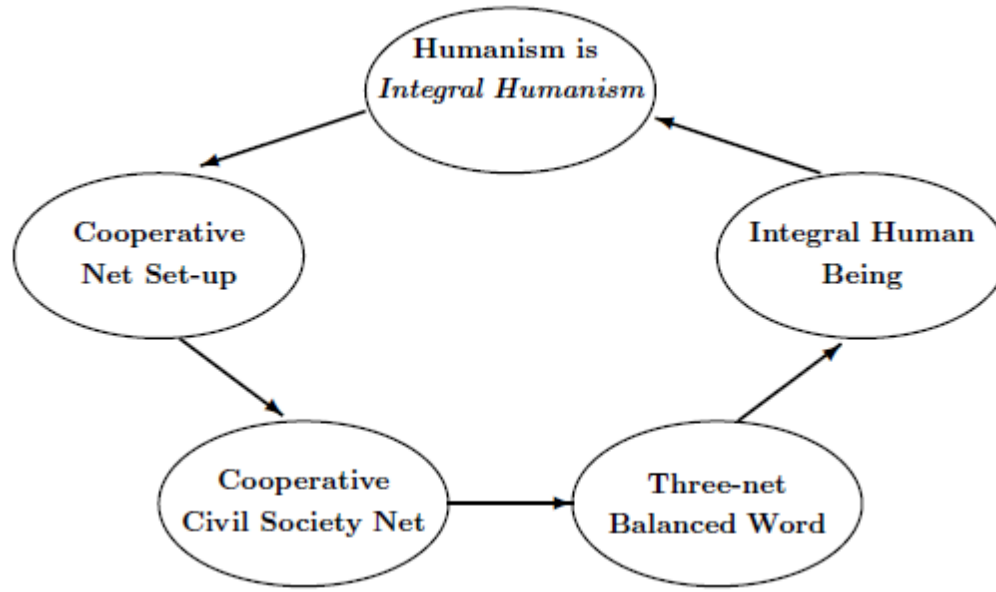 Humanism is
Integral Humanism
Cooperative
Net Set-up
Integral Human
Being
Cooperative
Civil Society Net
Three-net
Balanced Word